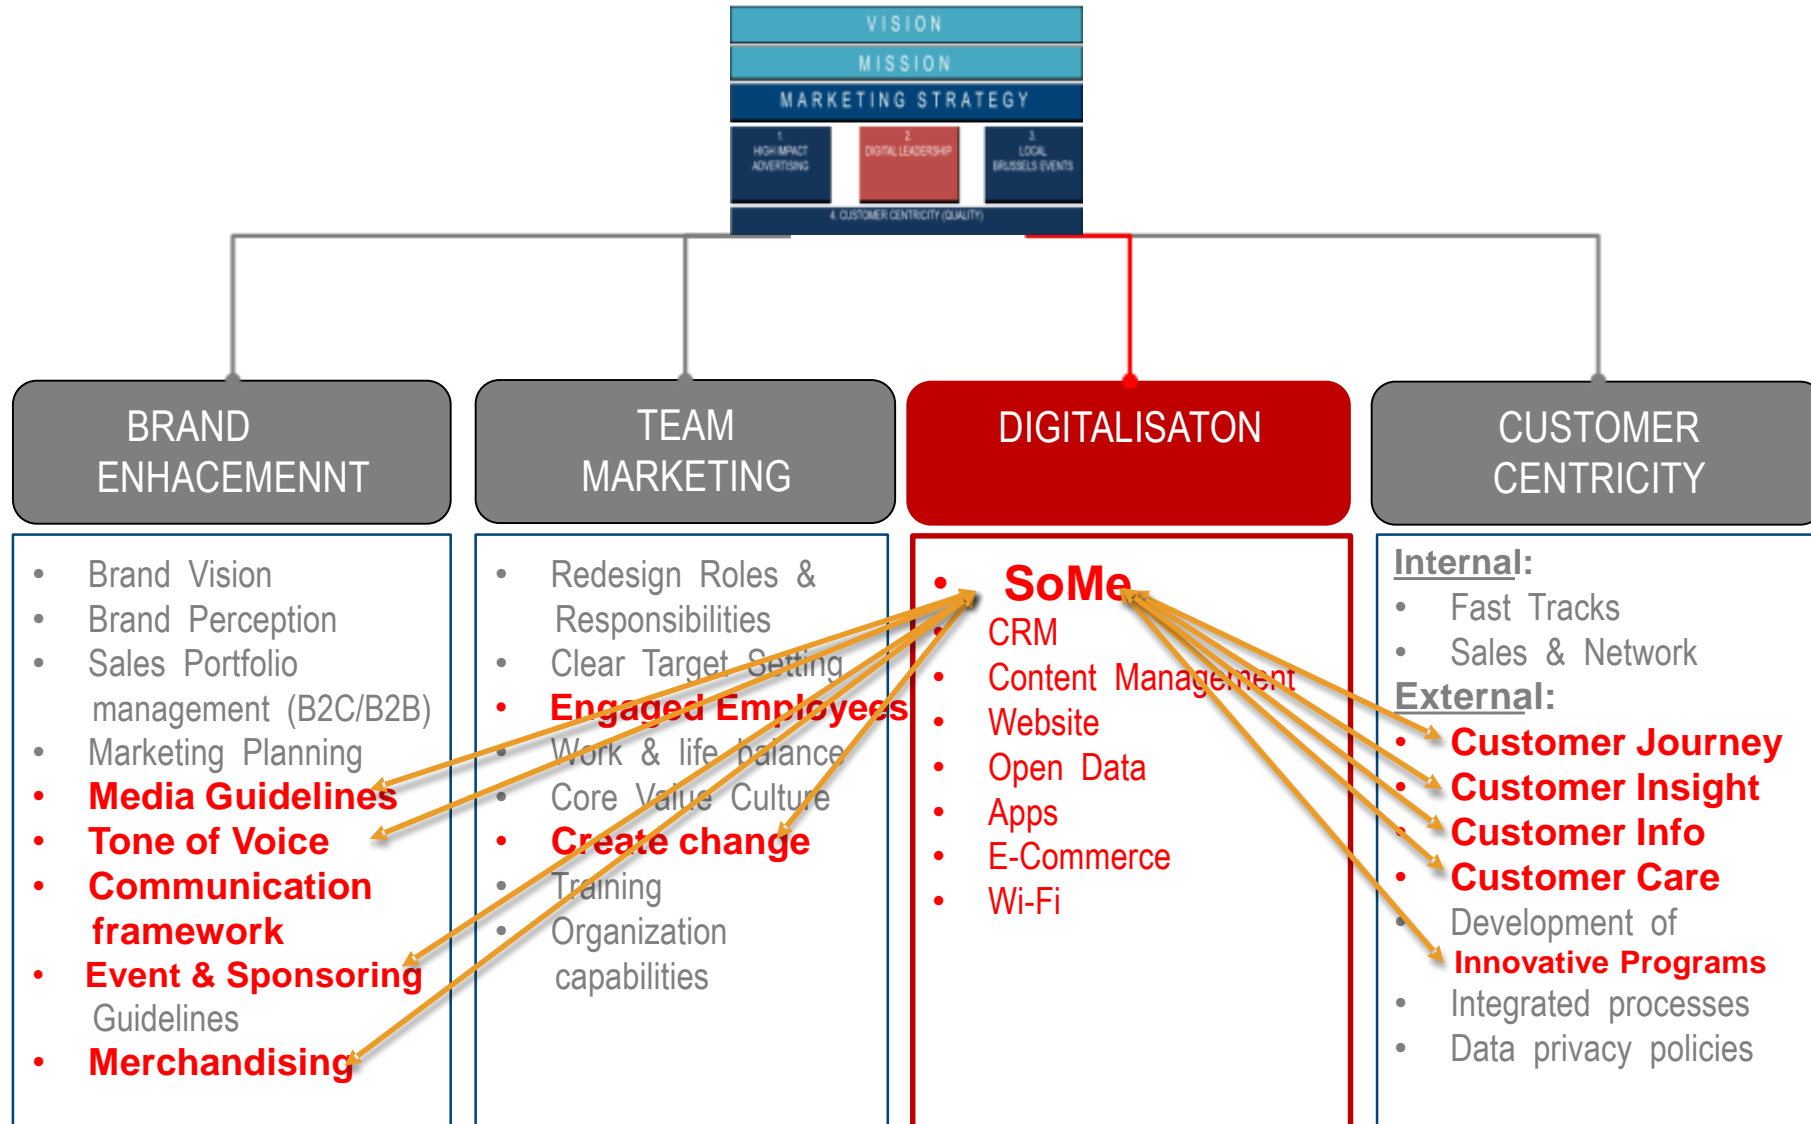 VISION
MISSION
MARKETING STRATEGY
1.
HIGH IMPACT
ADVERTISING
2.
DIGITAL LEADERSHIP
3.
LOCAL
BRUSSELS EVENTS
4. CUSTOMER CENTRICITY (QUALITY)
BRAND
ENHACEMENNT
• Brand Vision
• Brand Perception
• Sales Portfolio
management (B2C/B2B)
• Marketing Planning
• Media Guidelines
• Tone of Voice
• Communication
framework
• Event & Sponsoring
Guidelines
• Merchandising
TEAM
MARKETING
• Redesign Roles &
Responsibilities
• Clear Target Setting
• Engaged Employees
• Work & life balance
• Core Value Culture
• Create change
• Training
• Organization
capabilities
DIGITALISATON
• SoMe
• CRM
• Content Management
• Website
• Open Data
• Apps
• E-Commerce
• Wi-Fi
CUSTOMER
CENTRICITY
Internal:
• Fast Tracks
• Sales & Network
External:
• Customer Journey
• Customer Insight
• Customer Info
• Customer Care
• Development of
Innovative Programs
• Integrated processes
• Data privacy policies